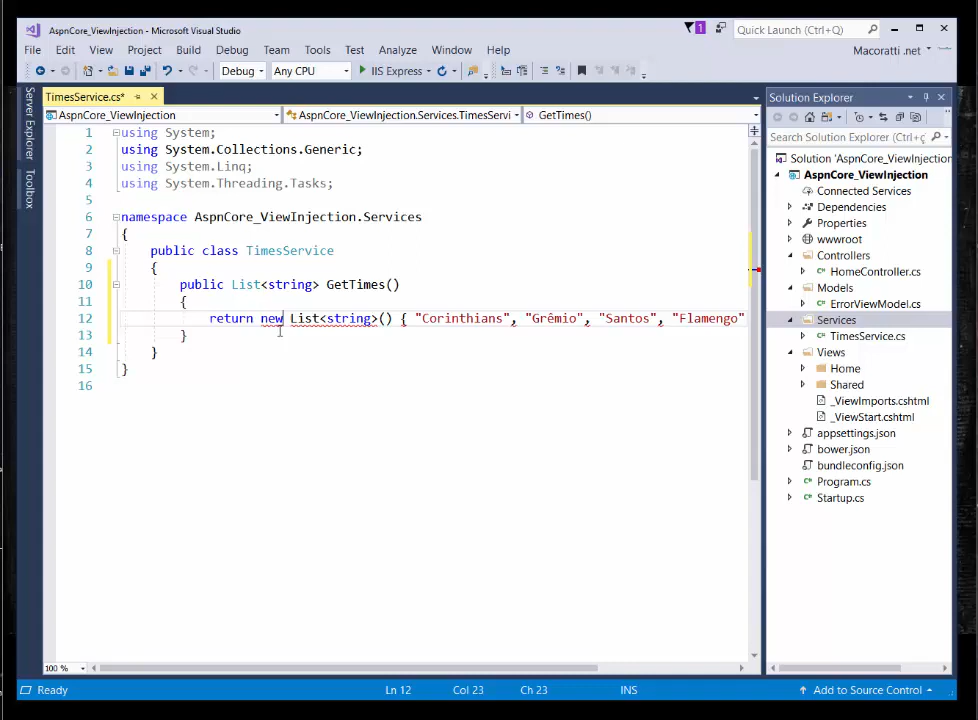 AspnCore_ViewInjection - Microsoft Visual Studio
1
Quick Launch (Ctrl+Q)
File Edit View Project Build Debug Team Tools Test Analyze Window Help
Macoratti .net
Debug Any CPU IIS Express
Server Explorer
Toolbox
TimesService.cs*
AspnCore_ViewInjection AspnCore_ViewInjection.Services.TimesServi GetTimes()
1 using System;
2 using System.Collections.Generic;
3 using System.Linq;
4 using System.Threading.Tasks;
5
6 namespace AspnCore_ViewInjection.Services
7 {
8 public class TimesService
9 {
10 public List<string> GetTimes()
11 {
12 return new List<string>() { "Corinthians", "Grêmio", "Santos", "Flamengo"
13 }
14 }
15 }
16
100 %
Solution Explorer
Search Solution Explorer (Ctrl+ç
Solution 'AspnCore_ViewInjection
AspnCore_ViewInjection
Connected Services
Dependencies
Properties
wwwroot
Controllers
HomeController.cs
Models
ErrorViewModel.cs
Services
TimesService.cs
Views
Home
Shared
_ViewImports.cshtml
_ViewStart.cshtml
appsettings.json
bower.json
bundleconfig.json
Program.cs
Startup.cs
Ready Ln 12 Col 23 Ch 23 INS Add to Source Control